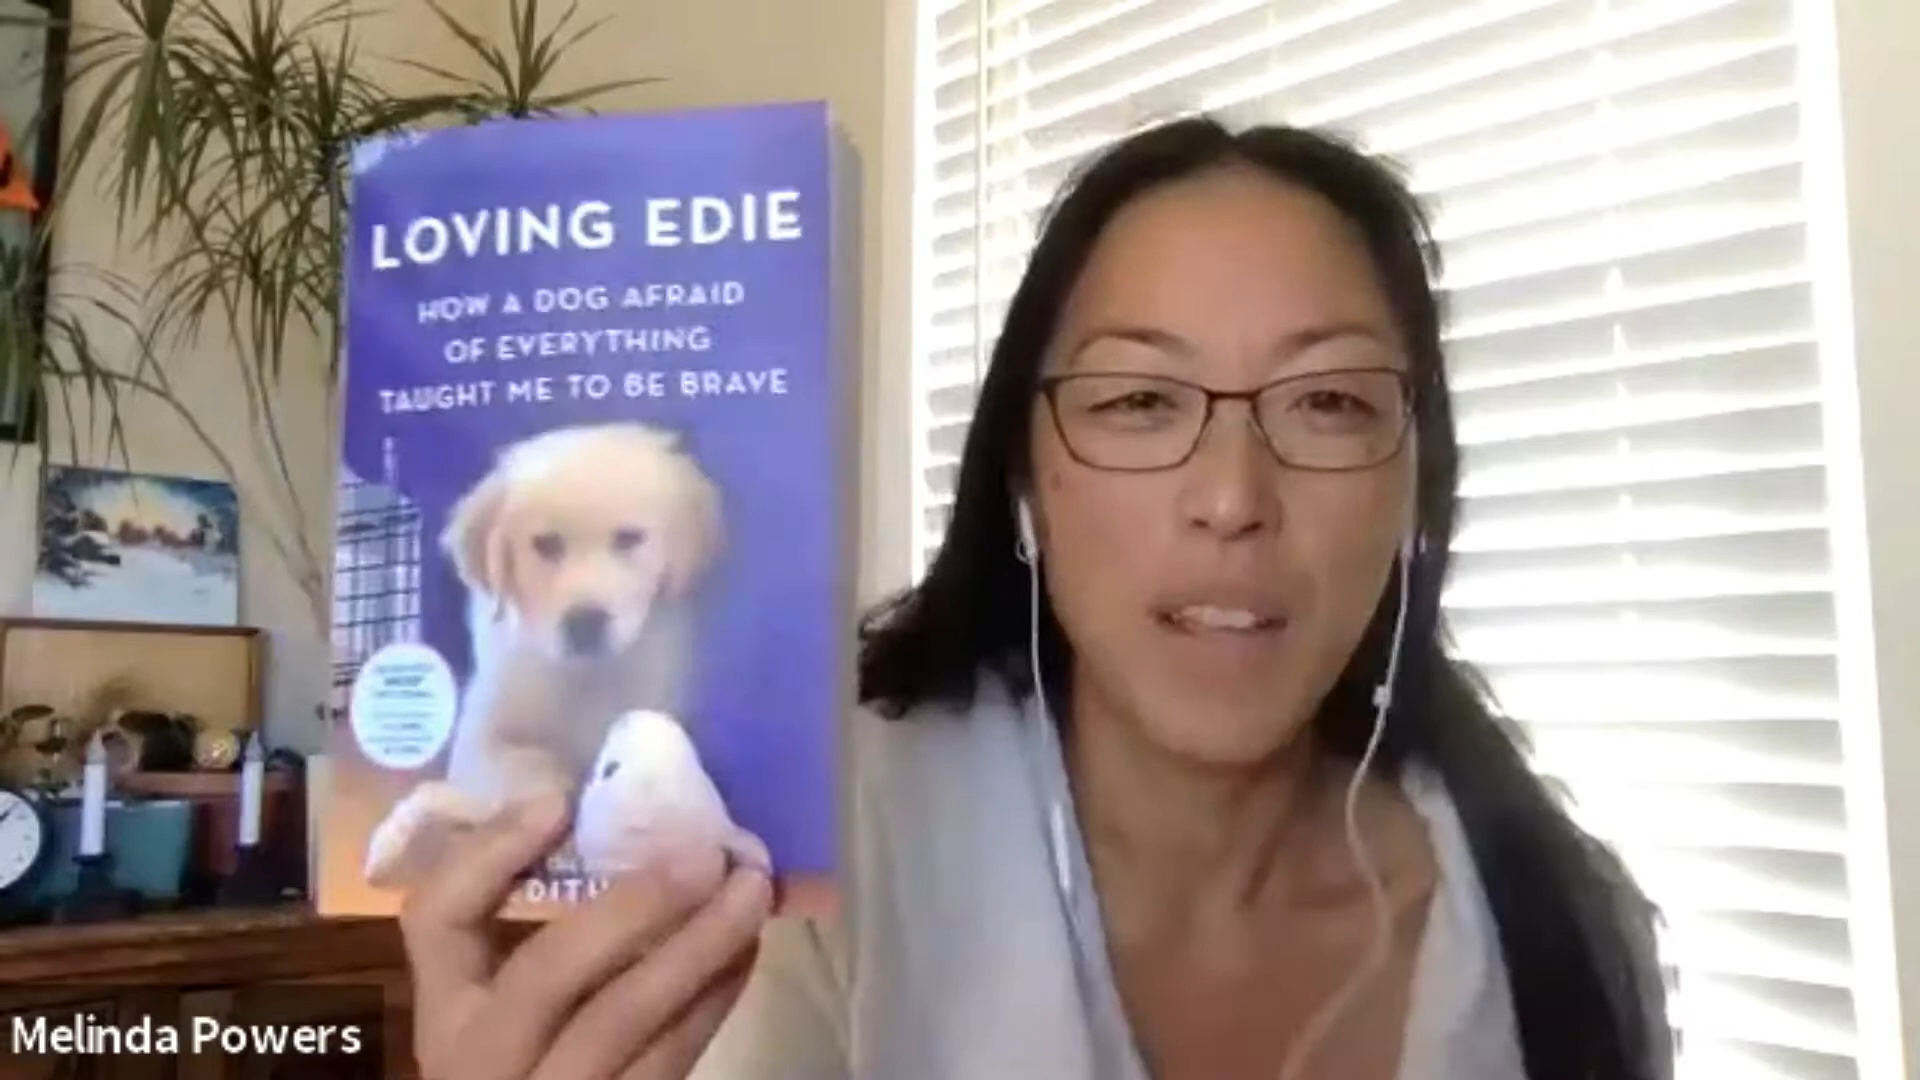 LOVING EDIE
HOW A DOG AFRAID
OF EVERYTHING
TAUGHT ME TO BE BRAVE
Melinda Powers